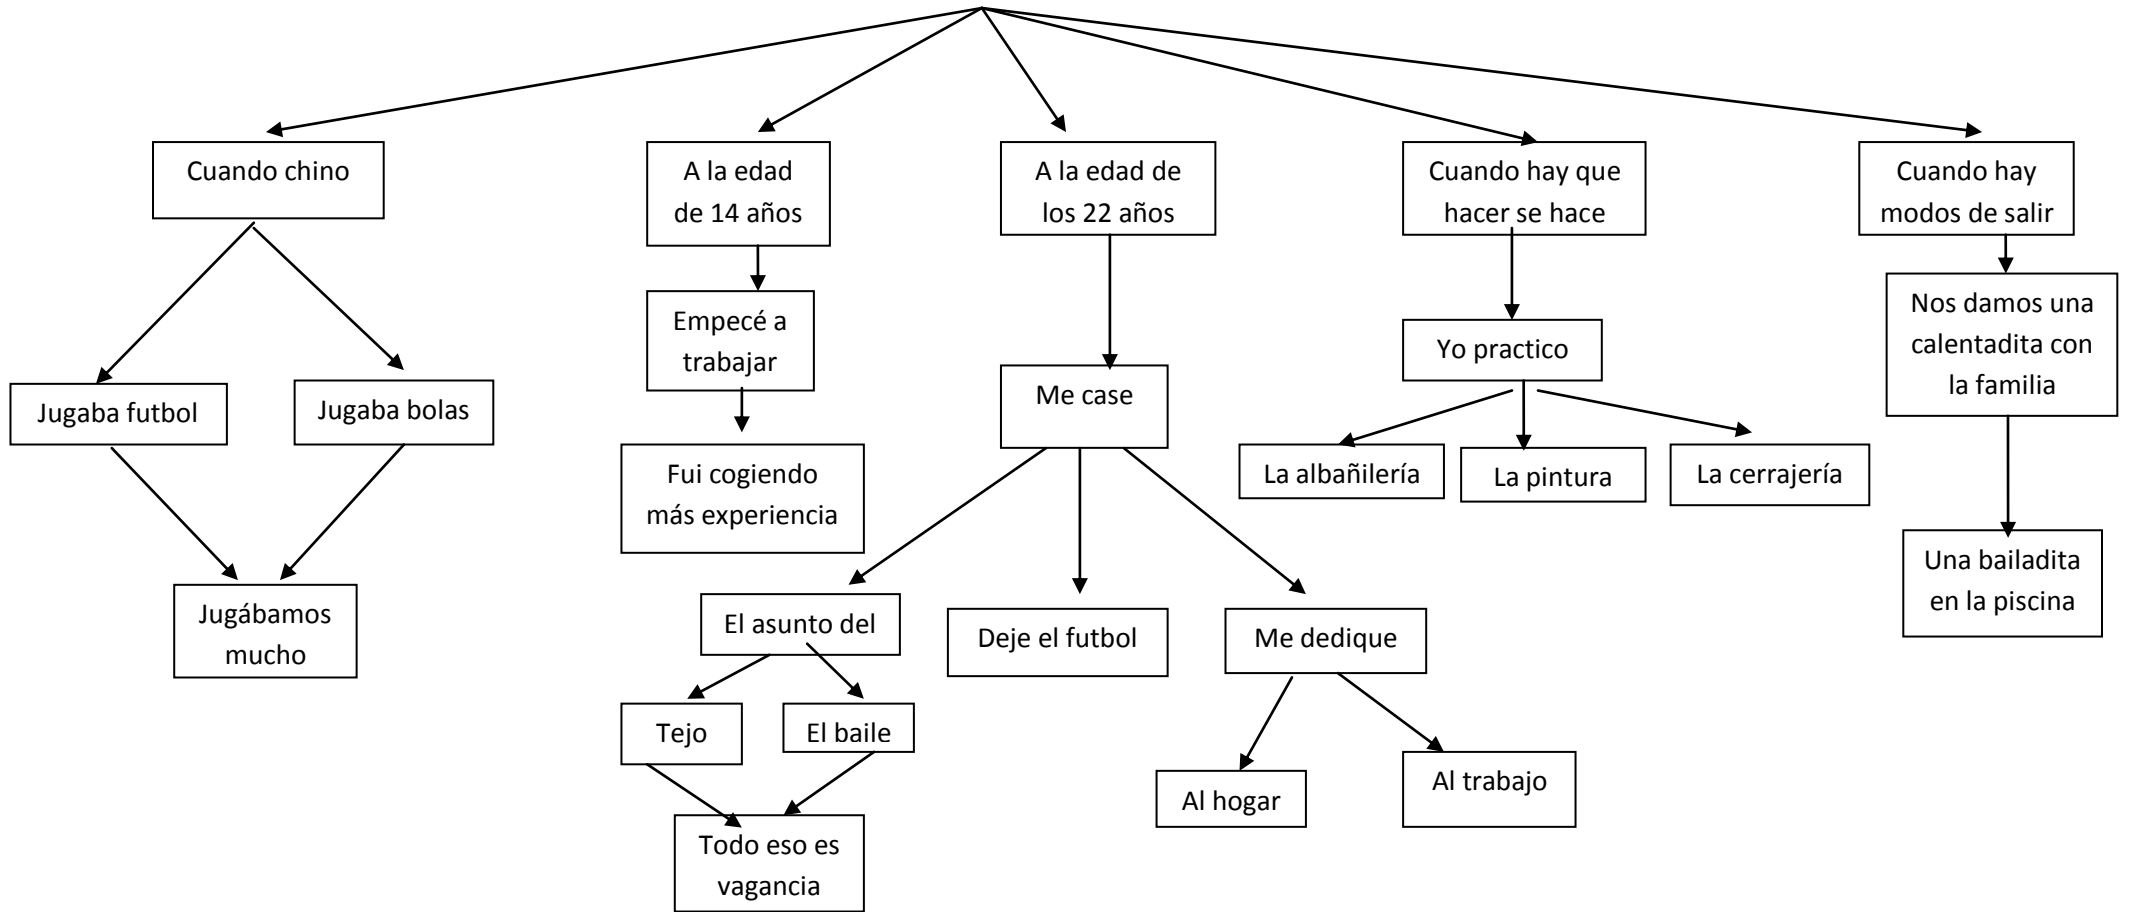 Cuando chino
A la edad
de 14 años
A la edad de
los 22 años
Cuando hay que
hacer se hace
Cuando hay
modos de salir
Empecé a
trabajar
Nos damos una
calentadita con
la familia
Yo practico
Me case
Jugaba futbol
Jugaba bolas
Fui cogiendo
más experiencia
La albañilería
La pintura
La cerrajería
Una bailadita
en la piscina
Jugábamos
mucho
El asunto del
Deje el futbol
Me dedique
Tejo
El baile
Al hogar
Al trabajo
Todo eso es
vagancia